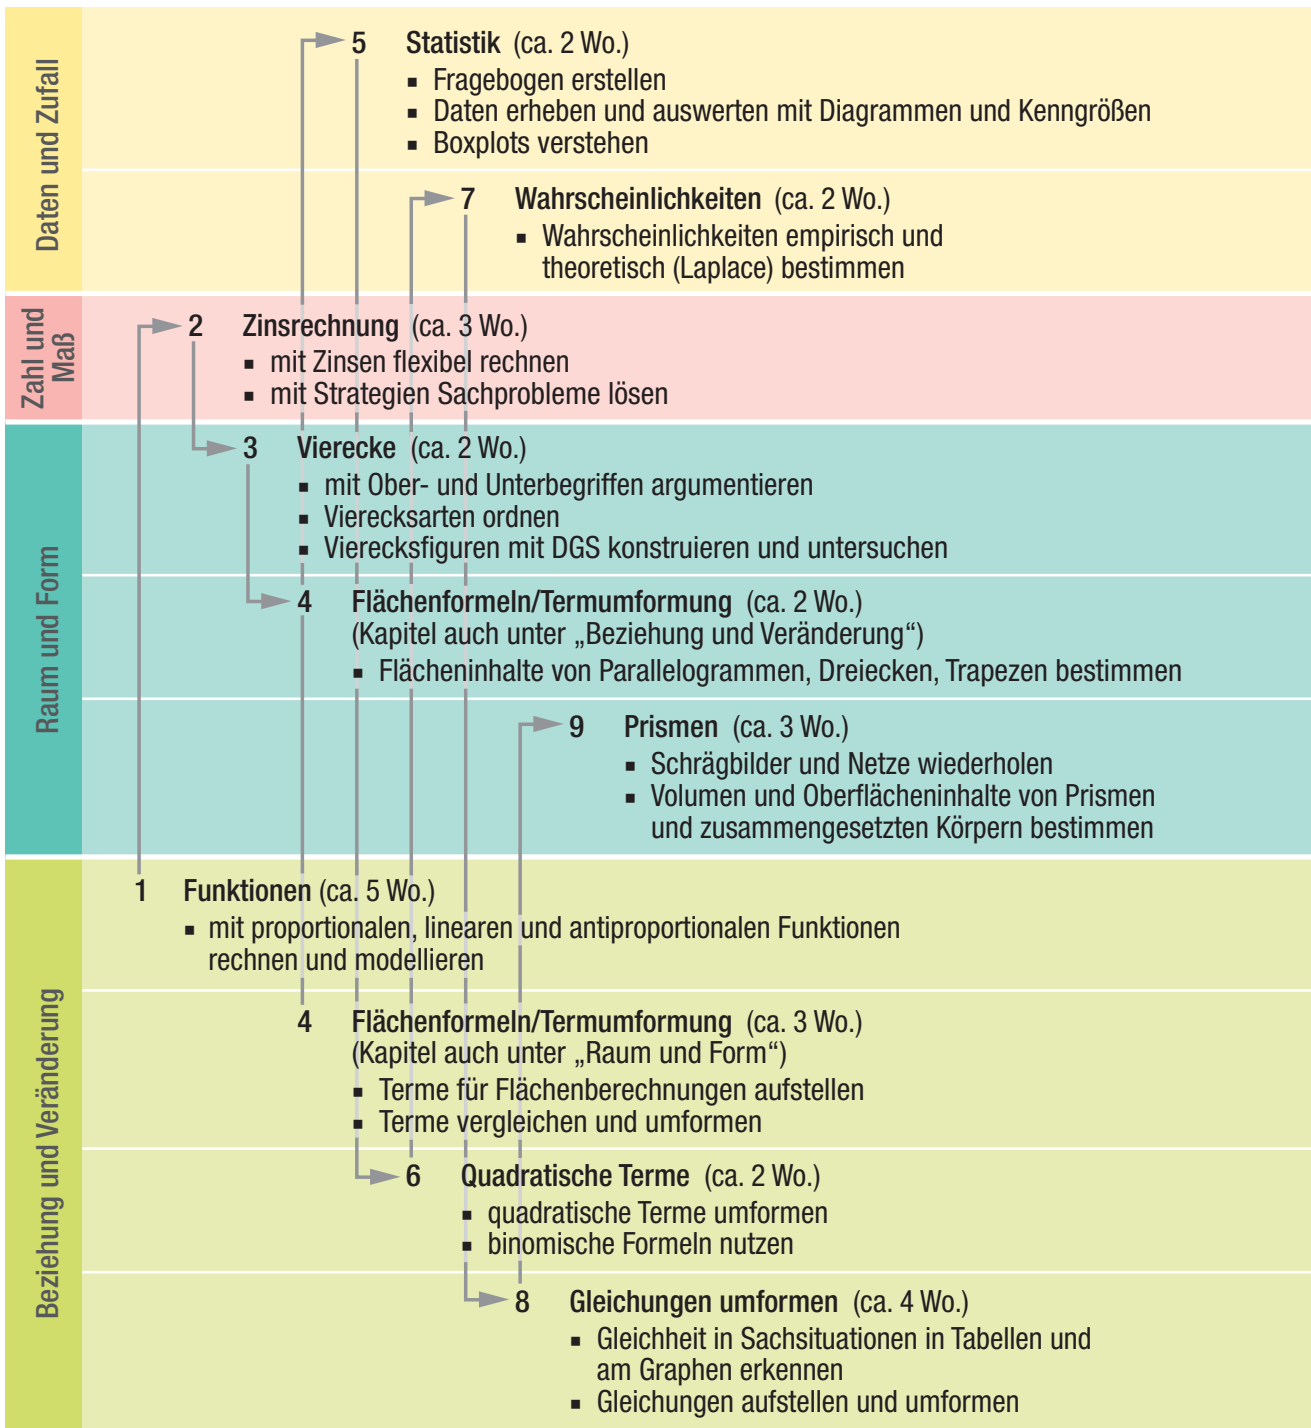 Daten und Zufall
5 Statistik (ca. 2 Wo.)
▪ Fragebogen erstellen
▪ Daten erheben und auswerten mit Diagrammen und Kenngrößen
▪ Boxplots verstehen
7 Wahrscheinlichkeiten (ca. 2 Wo.)
▪ Wahrscheinlichkeiten empirisch und
theoretisch (Laplace) bestimmen
Zahl und
Maß
2 Zinsrechnung (ca. 3 Wo.)
▪ mit Zinsen flexibel rechnen
▪ mit Strategien Sachprobleme lösen
Raum und Form
3 Vierecke (ca. 2 Wo.)
▪ mit Ober- und Unterbegriffen argumentieren
▪ Vierecksarten ordnen
▪ Vierecksfiguren mit DGS konstruieren und untersuchen
4 Flächenformeln/Termumformung (ca. 2 Wo.)
(Kapitel auch unter „Beziehung und Veränderung“)
▪ Flächeninhalte von Parallelogrammen, Dreiecken, Trapezen bestimmen
9 Prismen (ca. 3 Wo.)
▪ Schrägbilder und Netze wiederholen
▪ Volumen und Oberflächeninhalte von Prismen
und zusammengesetzten Körpern bestimmen
Beziehung und Veränderung
1 Funktionen (ca. 5 Wo.)
▪ mit proportionalen, linearen und antiproportionalen Funktionen
rechnen und modellieren
4 Flächenformeln/Termumformung (ca. 3 Wo.)
(Kapitel auch unter „Raum und Form“)
▪ Terme für Flächenberechnungen aufstellen
▪ Terme vergleichen und umformen
6 Quadratische Terme (ca. 2 Wo.)
▪ quadratische Terme umformen
▪ binomische Formeln nutzen
8 Gleichungen umformen (ca. 4 Wo.)
▪ Gleichheit in Sachsituationen in Tabellen und
am Graphen erkennen
▪ Gleichungen aufstellen und umformen